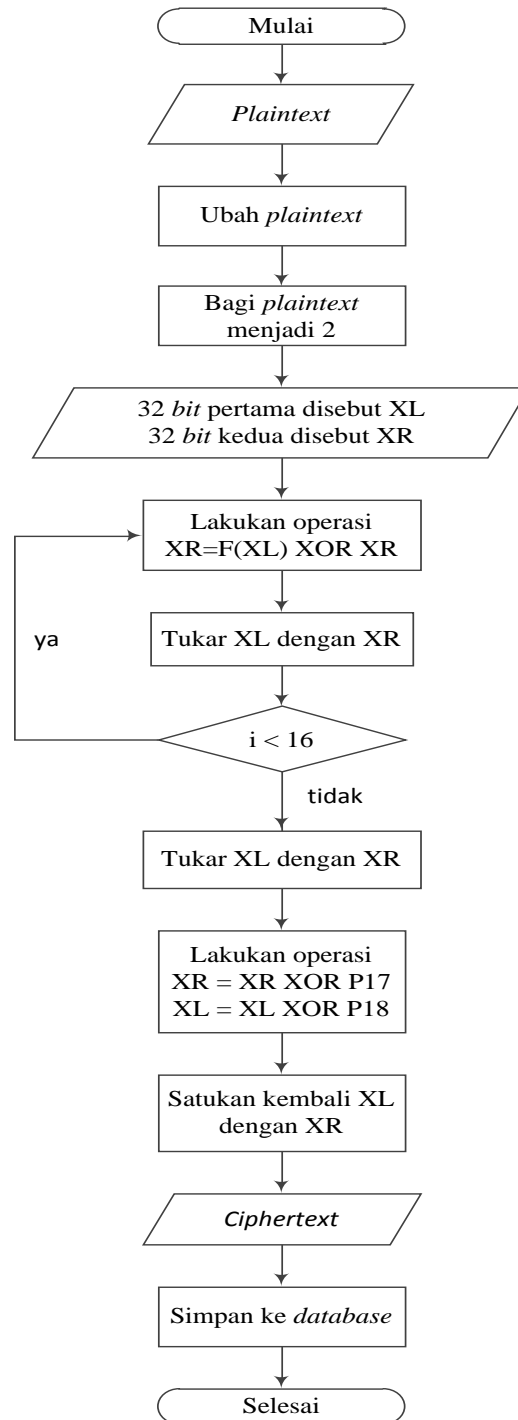 Mulai
Plaintext
Ubah plaintext
Bagi plaintext
menjadi 2
32 bit pertama disebut XL
32 bit kedua disebut XR
Lakukan operasi
XR=F(XL) XOR XR
Tukar XL dengan XR
ya
i < 16
tidak
Tukar XL dengan XR
Lakukan operasi
XR = XR XOR P17
XL = XL XOR P18
Satukan kembali XL
dengan XR
Ciphertext
Simpan ke database
Selesai